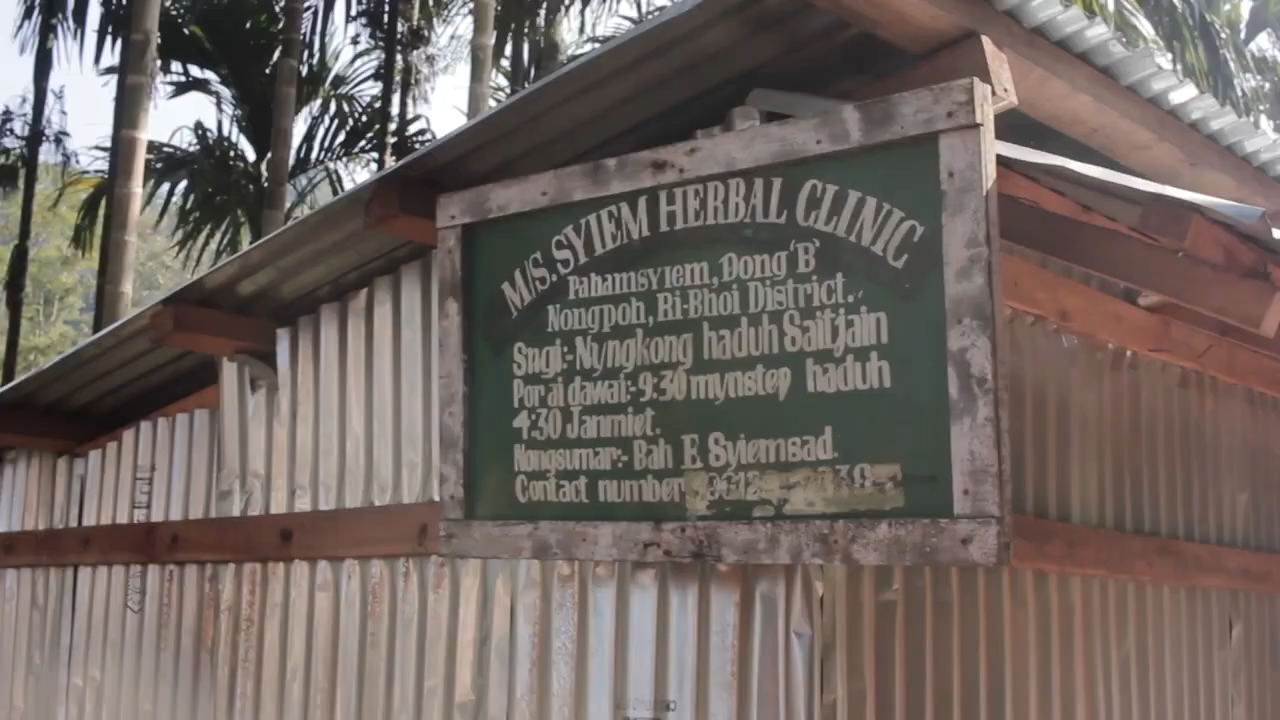 M/S. SYIEM HERBAL CLINIC
Pahamsyiem, Dong 'B'
Nongpoh, Ri-Bhoi District.
Sngi:- Nyngkong haduh Saitjain
Por ai dawai:- 9:30 mynstep haduh
4:30 Janmiet.
Nongsumar:- Bah E. Syiemsad.
Contact number